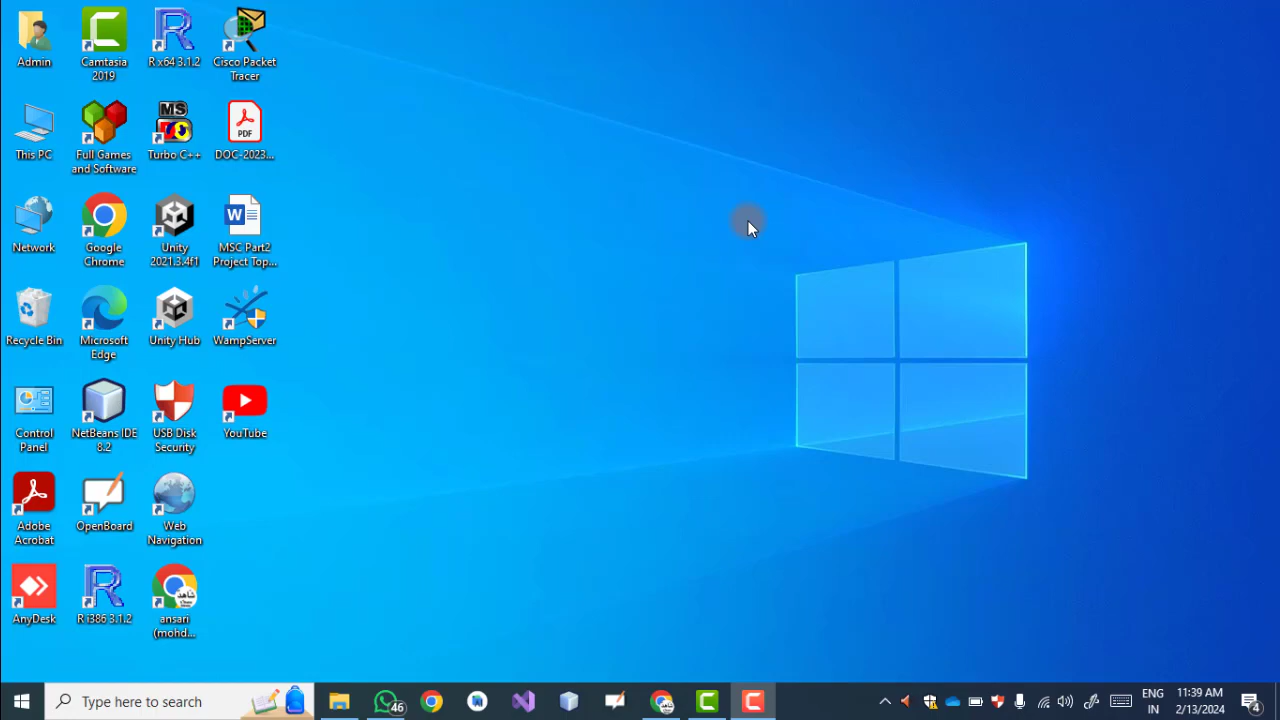 Admin
Camtasia
2019
R x64 3.1.2
Cisco Packet
Tracer
This PC
Full Games
and Software
MS
Turbo C++
PDF
DOC-2023...
Network
Google
Chrome
Unity
2021.3.4f1
W
MSC Part2
Project Top...
Recycle Bin
Microsoft
Edge
Unity Hub
WampServer
Control
Panel
NetBeans IDE
8.2
USB Disk
Security
YouTube
Adobe
Acrobat
OpenBoard
Web
Navigation
AnyDesk
R i386 3.1.2
شاهد
ansari
(mohd...
Type here to search
46
ENG
IN
11:39 AM
2/13/2024
4